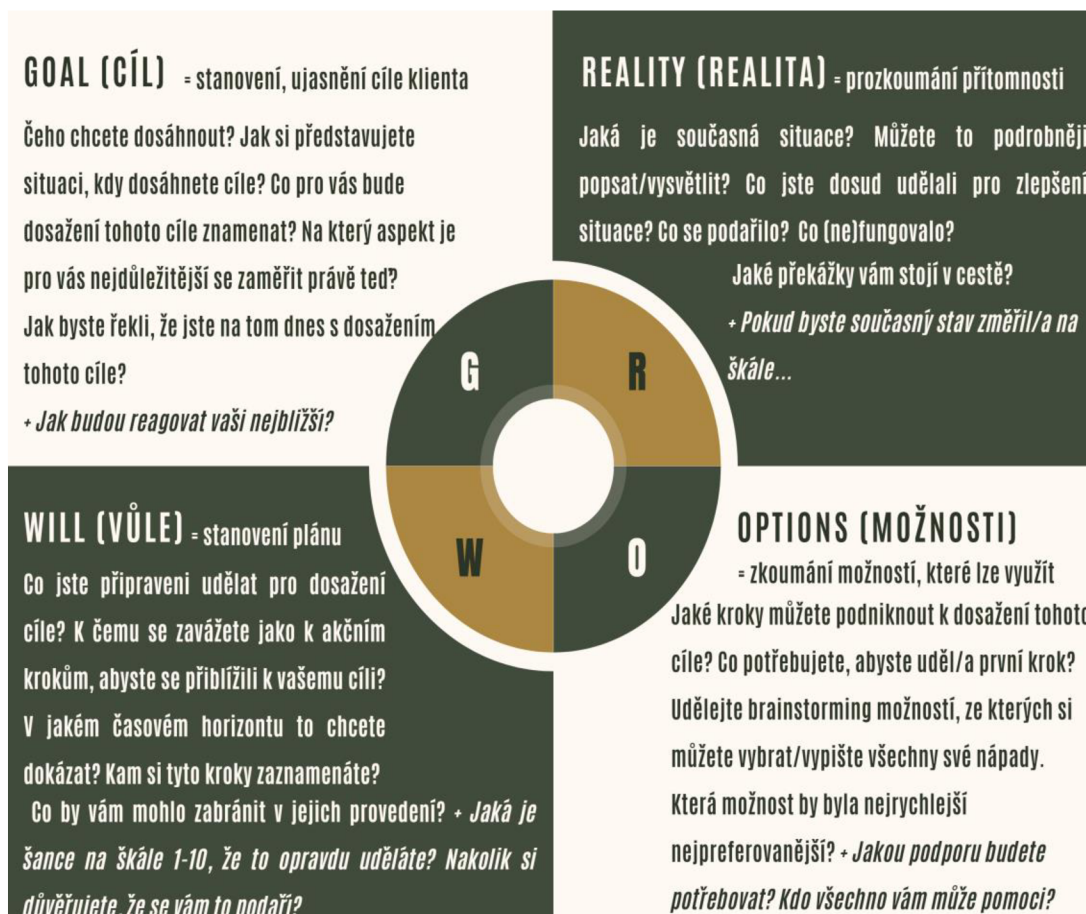 GOAL (CÍL) = stanovení, ujasnění cíle klienta
Čeho chcete dosáhnout? Jak si představujete
situaci, kdy dosáhnete cíle? Co pro vás bude
dosažení tohoto cíle znamenat? Na který aspekt je
pro vás nejdůležitější se zaměřit právě teď?
Jak byste řekli, že jste na tom dnes s dosažením
tohoto cíle?
+ Jak budou reagovat vaši nejbližší?
REALITY (REALITA) = prozkoumání přítomnosti
Jaká je současná situace? Můžete to podrobněji
popsat/vysvětlit? Co jste dosud udělali pro zlepšení
situace? Co se podařilo? Co (ne)fungovalo?
Jaké překážky vám stojí v cestě?
+ Pokud byste současný stav změřil/a na
škále...
G
R
W
O
WILL (VŮLE) = stanovení plánu
Co jste připraveni udělat pro dosažení
cíle? K čemu se zavážete jako k akčním
krokům, abyste se přiblížili k vašemu cíli?
V jakém časovém horizontu to chcete
dokázat? Kam si tyto kroky zaznamenáte?
Co by vám mohlo zabránit v jejich provedení? + Jaká je
šance na škále 1-10, že to opravdu uděláte? Nakolik si
důvěřujete, že se vám to podaří?
OPTIONS (MOŽNOSTI)
= zkoumání možností, které lze využít
Jaké kroky můžete podniknout k dosažení tohoto
cíle? Co potřebujete, abyste uděl/a první krok?
Udělejte brainstorming možností, ze kterých si
můžete vybrat/vypište všechny své nápady.
Která možnost by byla nejrychlejší
nejpreferovanější? + Jakou podporu budete
potřebovat? Kdo všechno vám může pomoci?